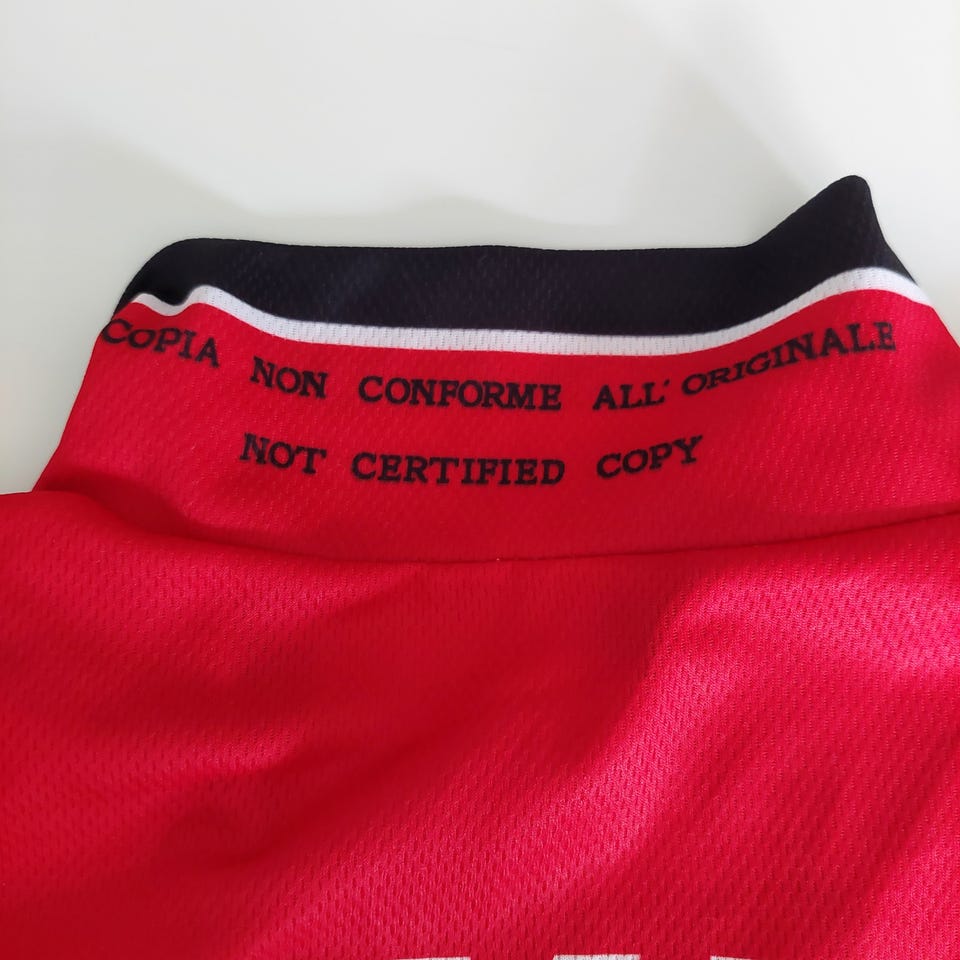 COPIA NON CONFORME ALL' ORIGINALE
NOT CERTIFIED COPY